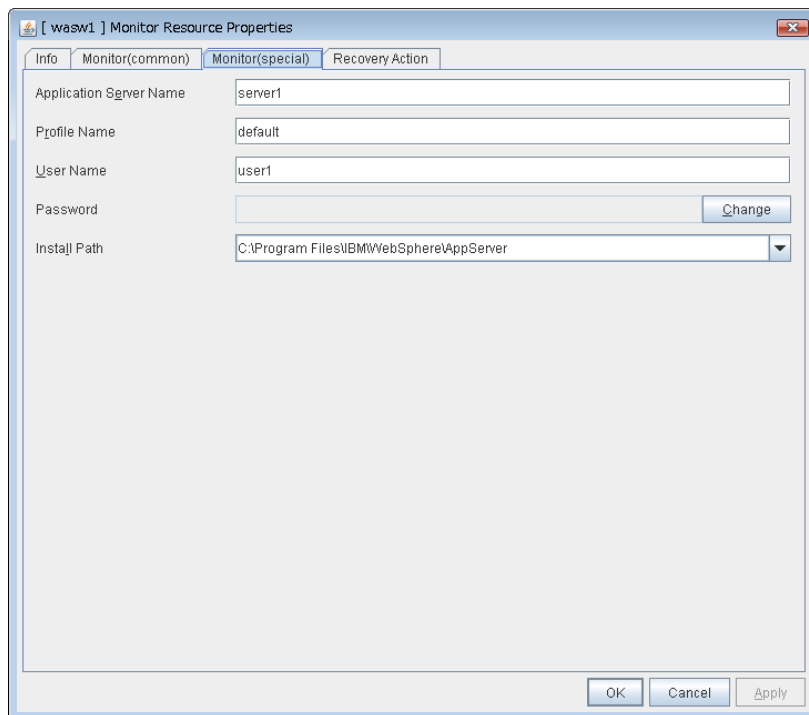 [ wasw1 ] Monitor Resource Properties
Info Monitor(common) Monitor(special) Recovery Action
Application Server Name server1
Profile Name default
User Name user1
Password Change
Install Path C:\Program Files\IBM\WebSphere\AppServer
OK Cancel Apply